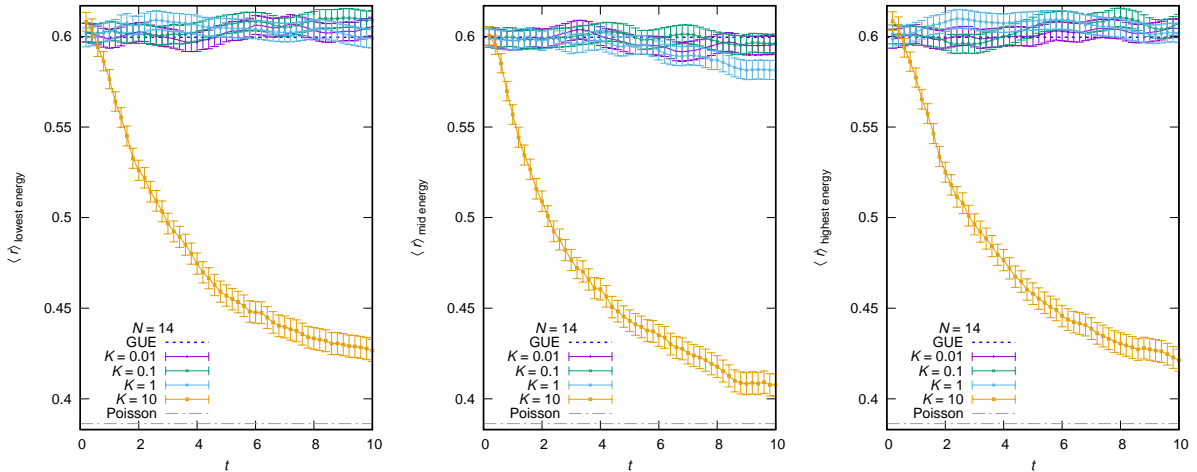 0.6
0.55
0.5
0.45
0.4
⟨ r⟩ lowest energy
N = 14
GUE
K = 0.01
K = 0.1
K = 1
K = 10
Poisson
0 2 4 6 8 10
t
0.6
0.55
0.5
0.45
0.4
⟨ r⟩ mid energy
N = 14
GUE
K = 0.01
K = 0.1
K = 1
K = 10
Poisson
0 2 4 6 8 10
t
0.6
0.55
0.5
0.45
0.4
⟨ r⟩ highest energy
N = 14
GUE
K = 0.01
K = 0.1
K = 1
K = 10
Poisson
0 2 4 6 8 10
t